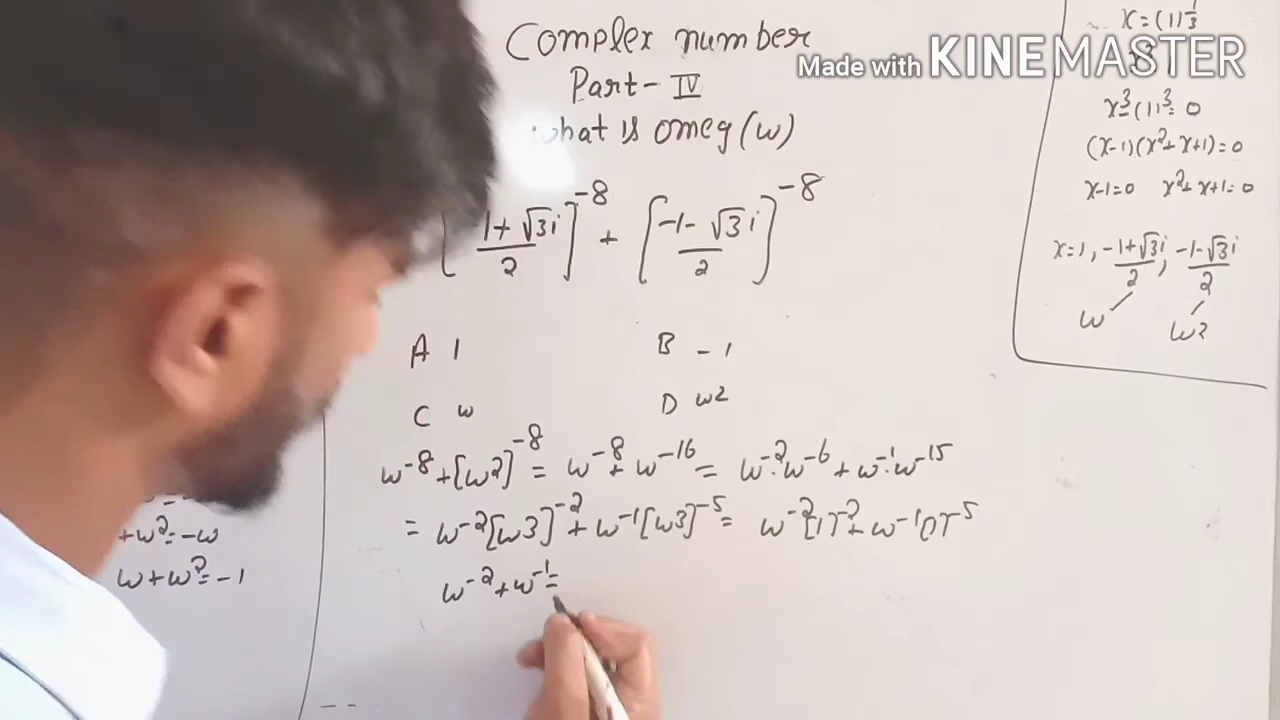 Complex number
Part - IV
what is omeg (w)
[ 1+√3i / 2 ]^-8 + [ -1-√3i / 2 ]^-8
A 1 B -1
C w D w2
w^-8 + [w2]^-8 = w^-8 + w^-16 = w^-2·w^-6 + w^-1·w^-15
= w^-2[w3]^-2 + w^-1[w3]^-5 = w^-2[1]^-2 + w^-1[1]^-5
w^-2 + w^-1 =
+w^2 = -w
w + w^2 = -1
x = (1)^1/3
Made with KINEMASTER
x^3 - (1)^3 = 0
(x-1)(x^2+x+1) = 0
x-1=0 x^2+x+1=0
x=1, -1+√3i / 2, -1-√3i / 2
w w2